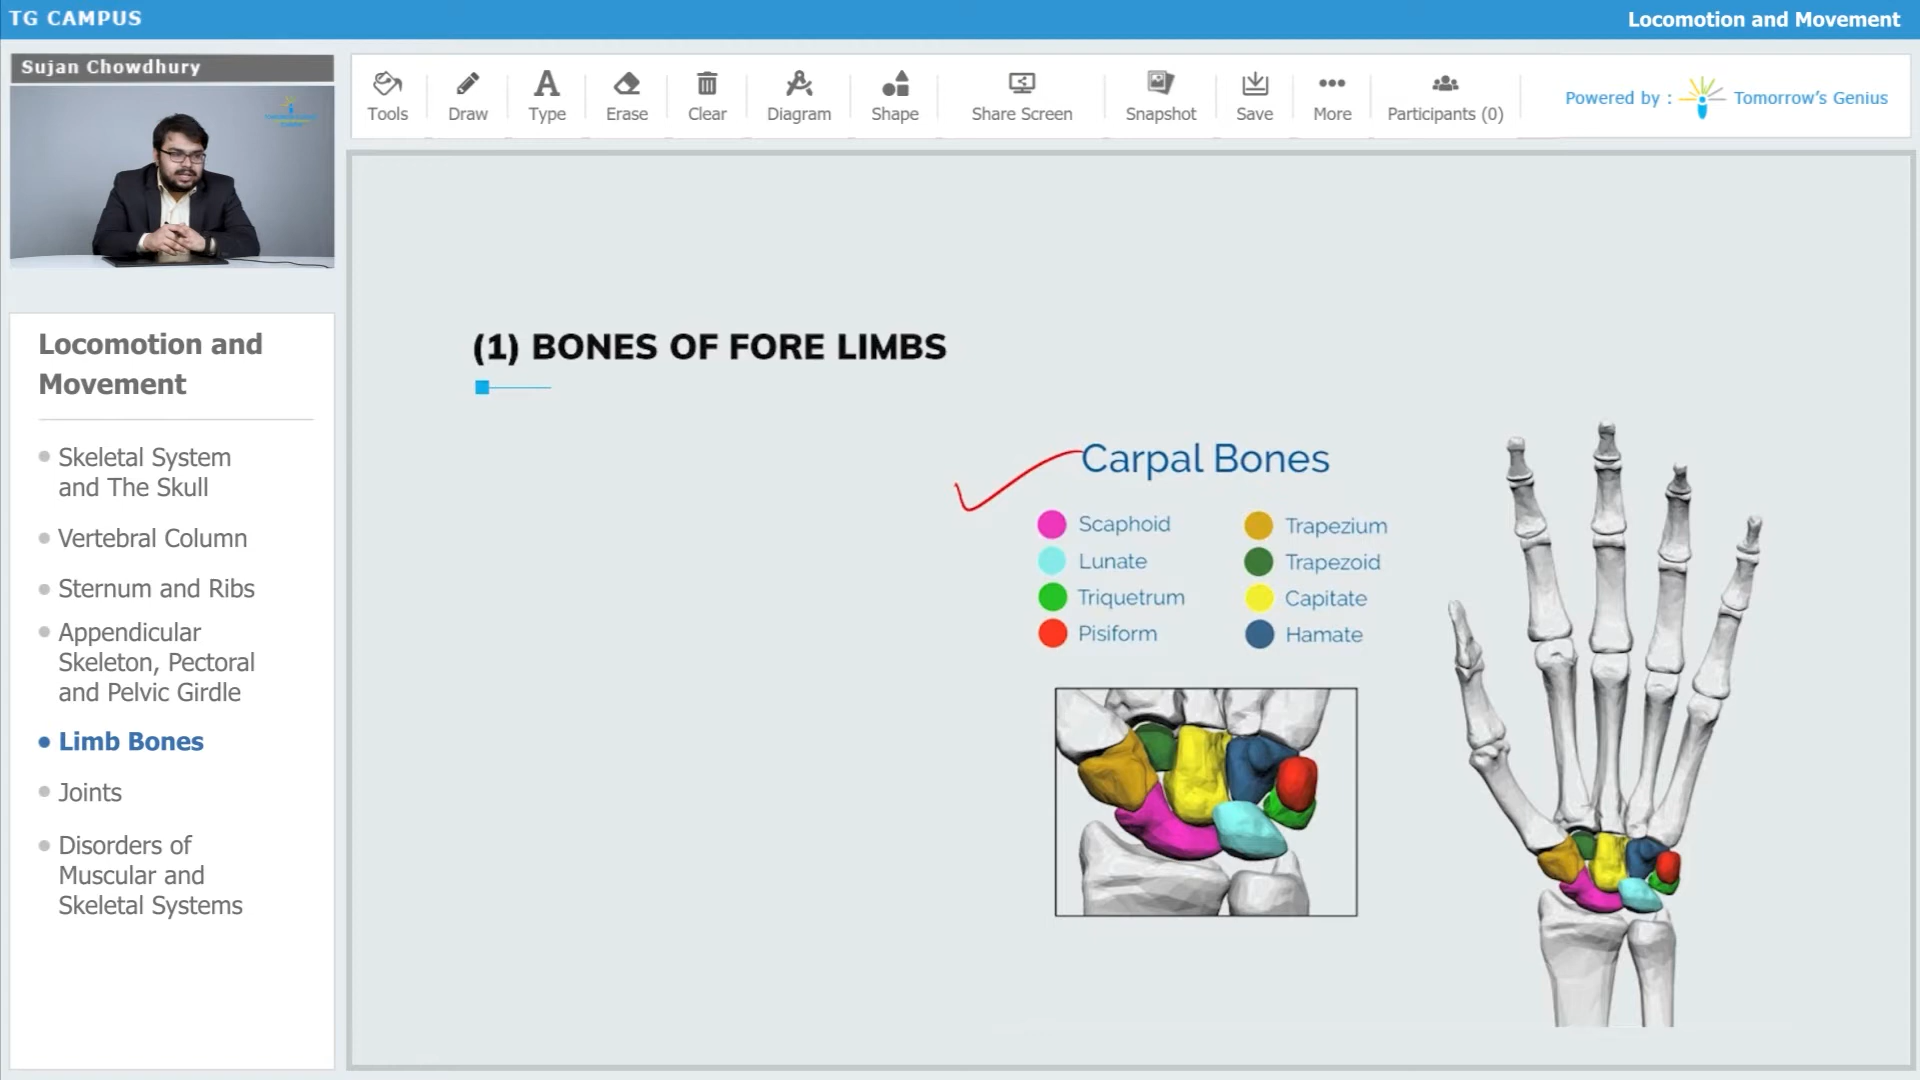 TG CAMPUS
Locomotion and Movement
Sujan Chowdhury
Tools
Draw
Type
Erase
Clear
Diagram
Shape
Share Screen
Snapshot
Save
More
Participants (0)
Powered by :
Tomorrow's Genius
Locomotion and
Movement
Skeletal System
and The Skull
Vertebral Column
Sternum and Ribs
Appendicular
Skeleton, Pectoral
and Pelvic Girdle
Limb Bones
Joints
Disorders of
Muscular and
Skeletal Systems
(1) BONES OF FORE LIMBS
Carpal Bones
Scaphoid
Lunate
Triquetrum
Pisiform
Trapezium
Trapezoid
Capitate
Hamate